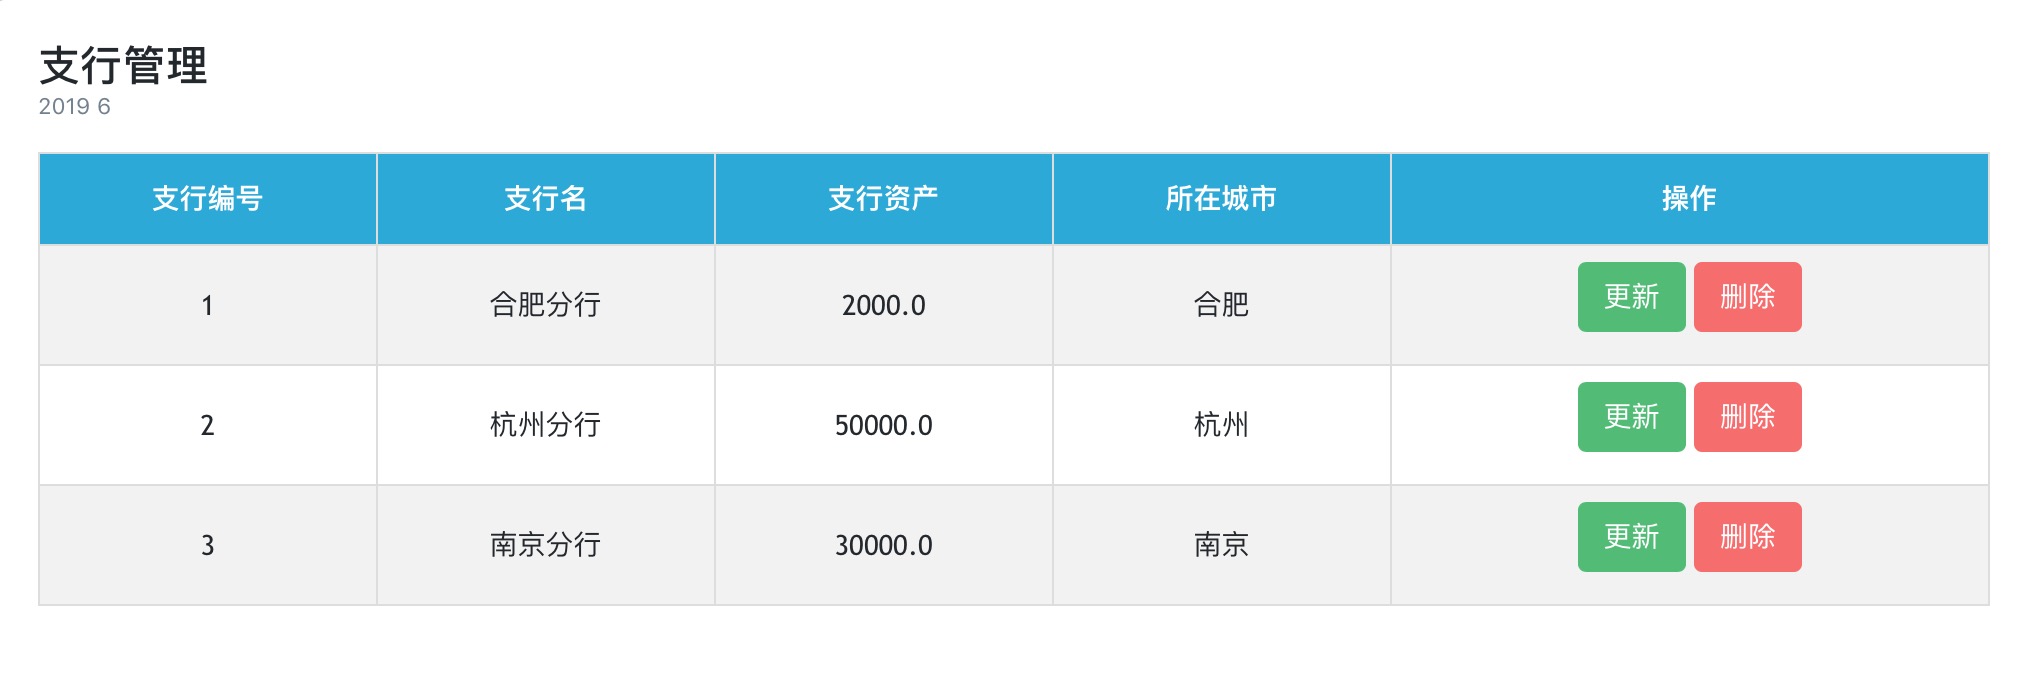 支行管理
2019 6
支行编号 支行名 支行资产 所在城市 操作
1 合肥分行 2000.0 合肥 更新 删除
2 杭州分行 50000.0 杭州 更新 删除
3 南京分行 30000.0 南京 更新 删除